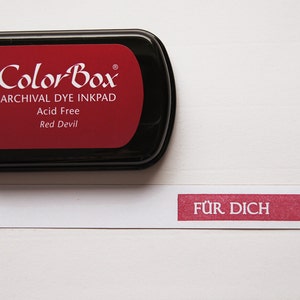 ColorBox®
ARCHIVAL DYE INKPAD
Acid Free
Red Devil
FÜR DICH